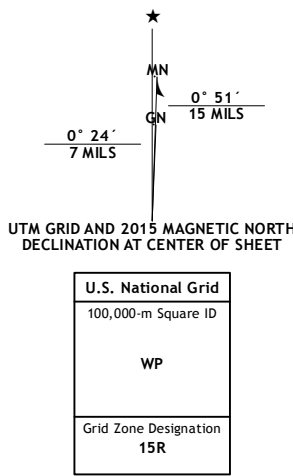 ★
MN
GN
0° 51´
15 MILS
0° 24´
7 MILS
UTM GRID AND 2015 MAGNETIC NORTH
DECLINATION AT CENTER OF SHEET
U.S. National Grid
100,000-m Square ID
WP
Grid Zone Designation
15R